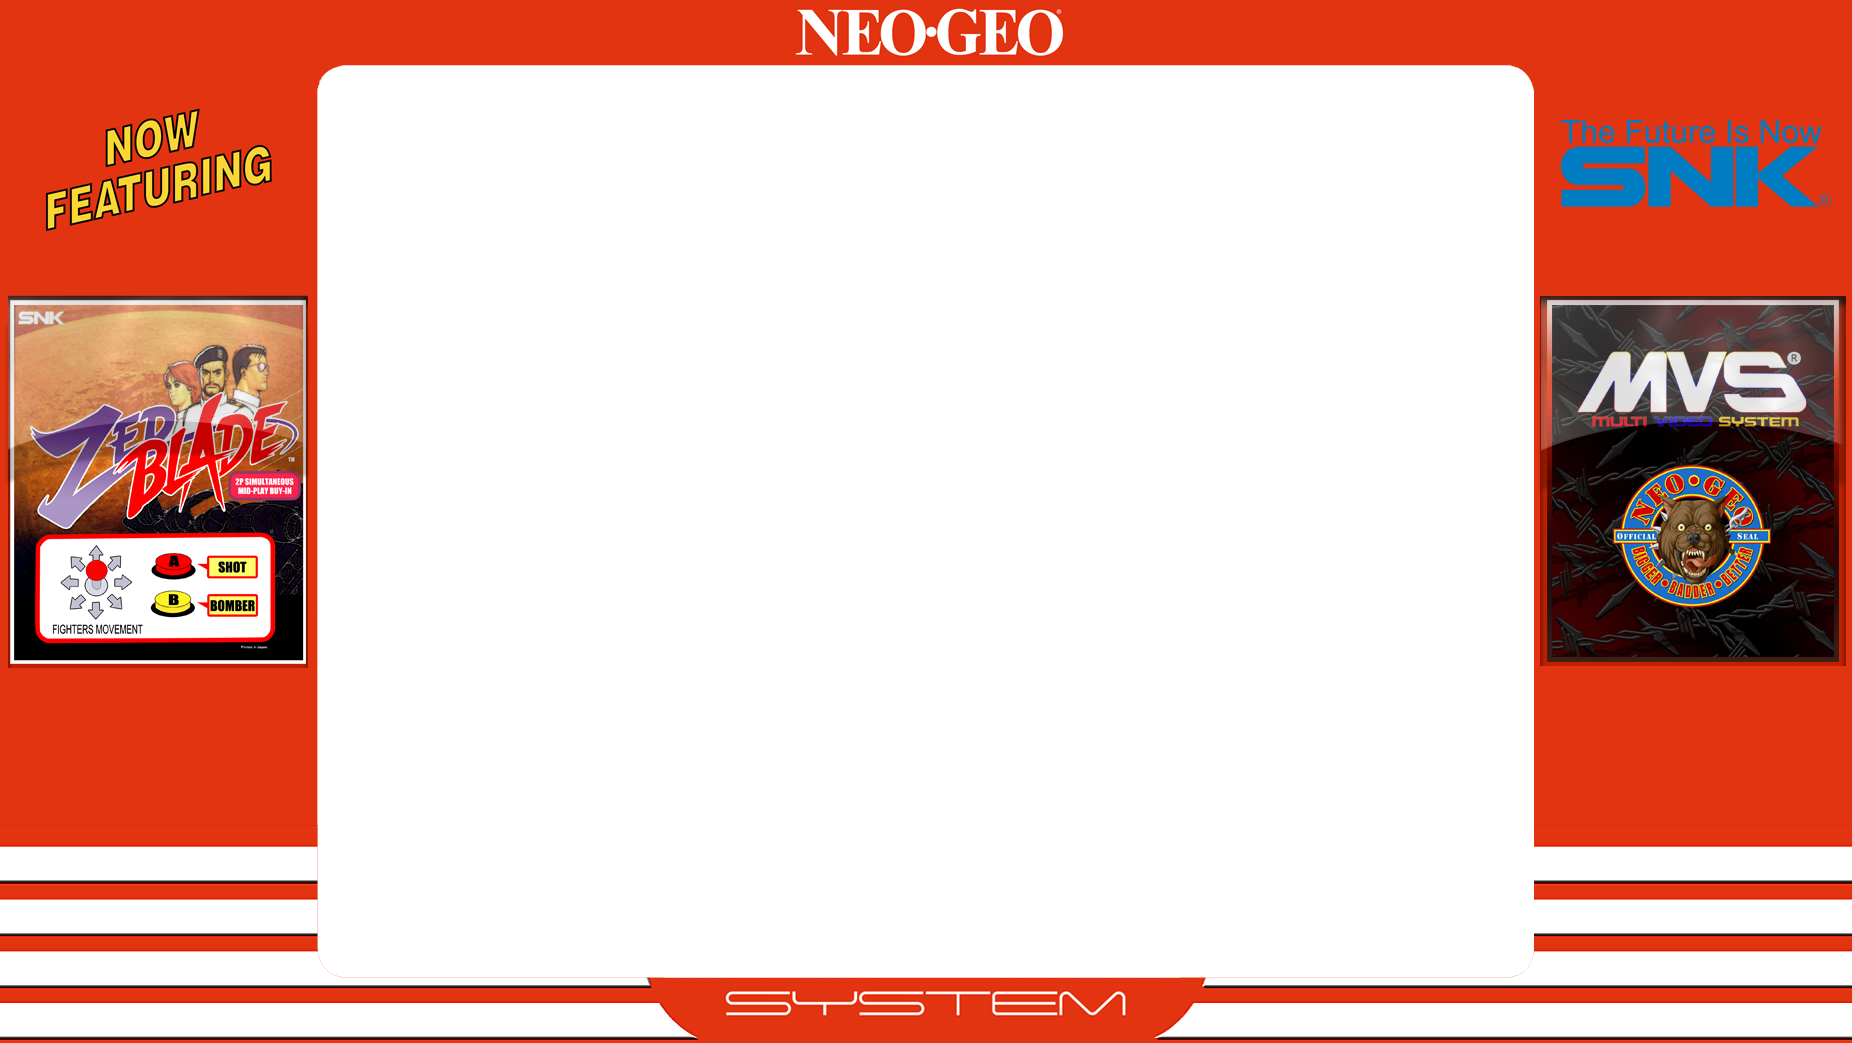 NEO•GEO®
NOW
FEATURING
The Future Is Now
SNK®
SNK
ZED
BLADE™
2P SIMULTANEOUS
MID-PLAY BUY-IN
A SHOT
B BOMBER
FIGHTERS MOVEMENT
Printed in Japan
MVS®
MULTI VIDEO SYSTEM
NEO•GEO
OFFICIAL SEAL
BIGGER•BADDER•BETTER
SYSTEM